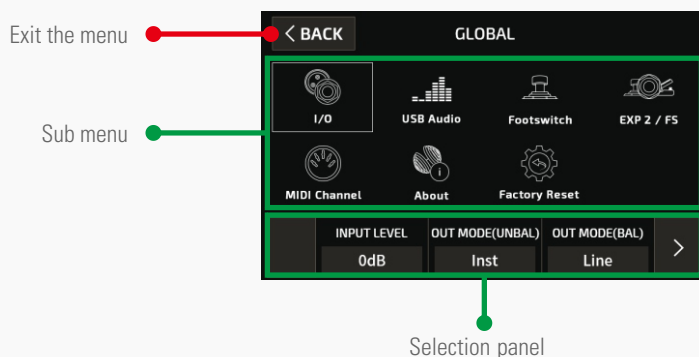 Exit the menu
< BACK
GLOBAL
Sub menu
I/O
USB Audio
Footswitch
EXP 2 / FS
MIDI Channel
About
Factory Reset
INPUT LEVEL
OUT MODE(UNBAL)
OUT MODE(BAL)
0dB
Inst
Line
>
Selection panel